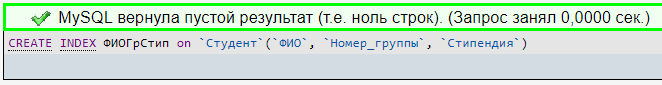 MySQL вернула пустой результат (т.е. ноль строк). (Запрос занял 0,0000 сек.)
CREATE INDEX ФИОГрСтип on `Студент`(`ФИО`, `Номер_группы`, `Стипендия`)